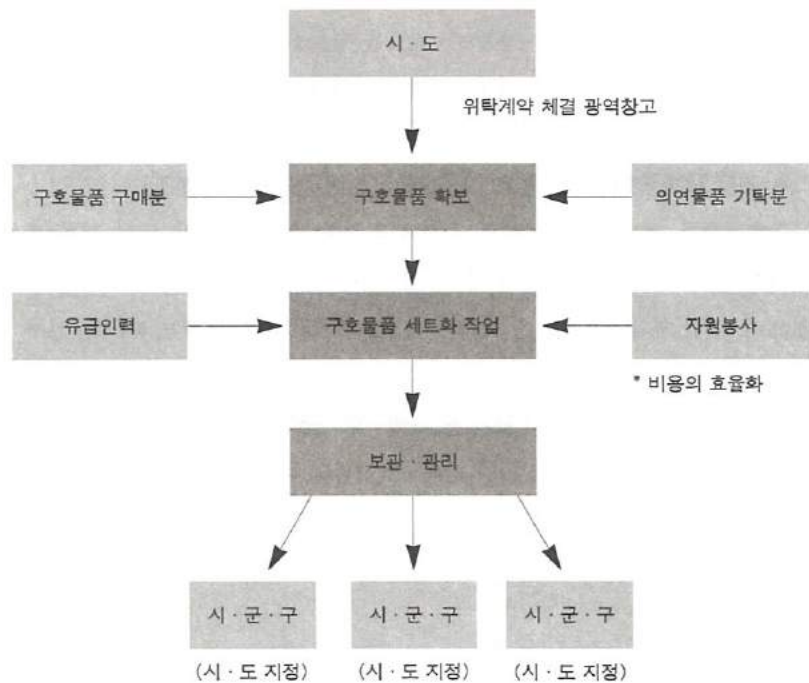 시 · 도
위탁계약 체결 광역창고
구호물품 구매분
구호물품 확보
의연물품 기탁분
유급인력
구호물품 세트화 작업
자원봉사
* 비용의 효율화
보관 · 관리
시 · 군 · 구
시 · 군 · 구
시 · 군 · 구
(시 · 도 지정)
(시 · 도 지정)
(시 · 도 지정)